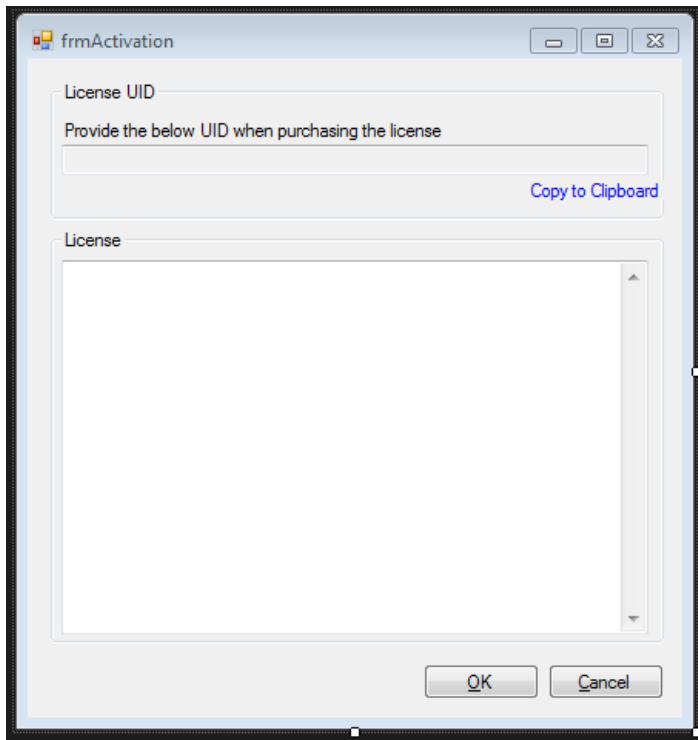 frmActivation
License UID
Provide the below UID when purchasing the license
Copy to Clipboard
License
OK
Cancel